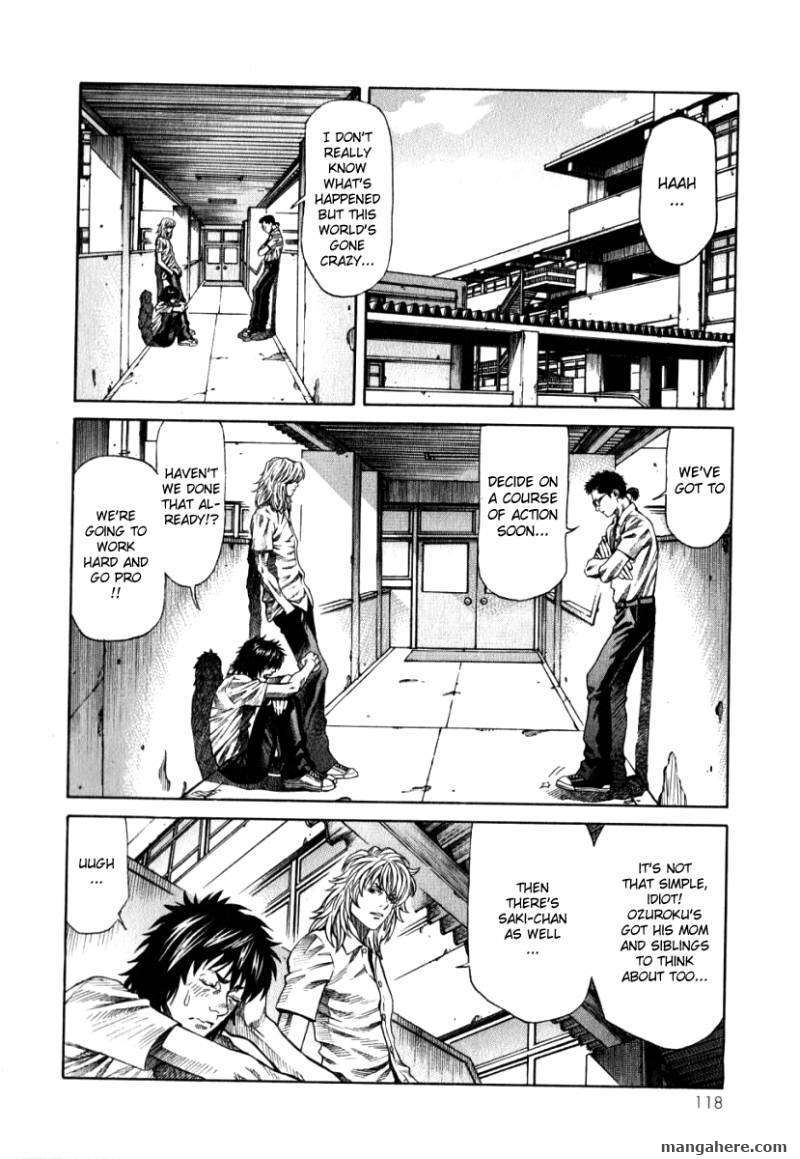 HAAH
...
I DON'T
REALLY
KNOW
WHAT'S
HAPPENED
BUT THIS
WORLD'S
GONE
CRAZY...
WE'VE
GOT TO
DECIDE ON
A COURSE
OF ACTION
SOON...
HAVEN'T
WE DONE
THAT AL-
READY!?
WE'RE
GOING TO
WORK
HARD AND
GO PRO
!!
IT'S NOT
THAT SIMPLE,
IDIOT!
OZUROKU'S
GOT HIS MOM
AND SIBLINGS
TO THINK
ABOUT TOO...
THEN
THERE'S
SAKI-CHAN
AS WELL
...
UUGH
...
118
mangahere.com